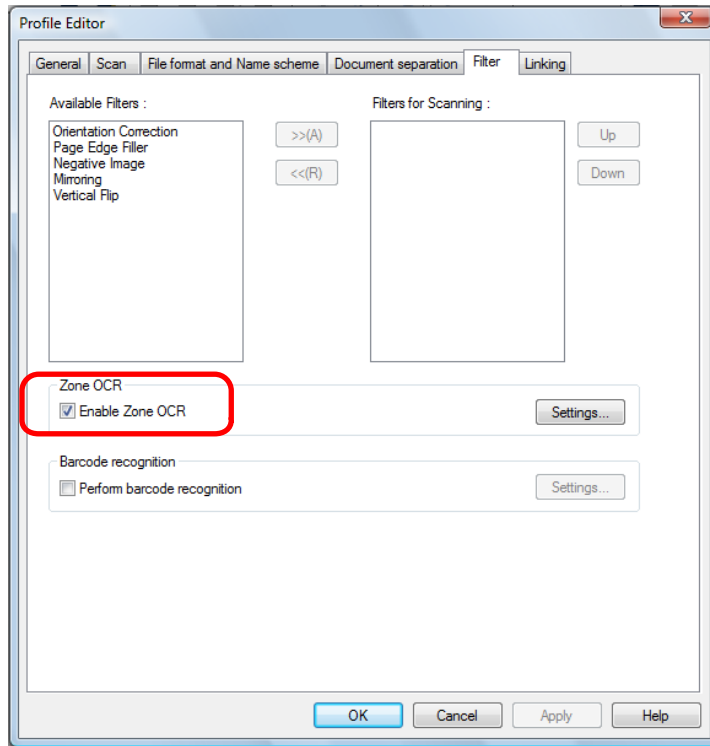 Profile Editor
General Scan File format and Name scheme Document separation Filter Linking
Available Filters : Filters for Scanning :
Orientation Correction >>(A) Up
Page Edge Filler
Negative Image <<(R) Down
Mirroring
Vertical Flip
Zone OCR
Enable Zone OCR Settings...
Barcode recognition
Perform barcode recognition Settings...
OK Cancel Apply Help